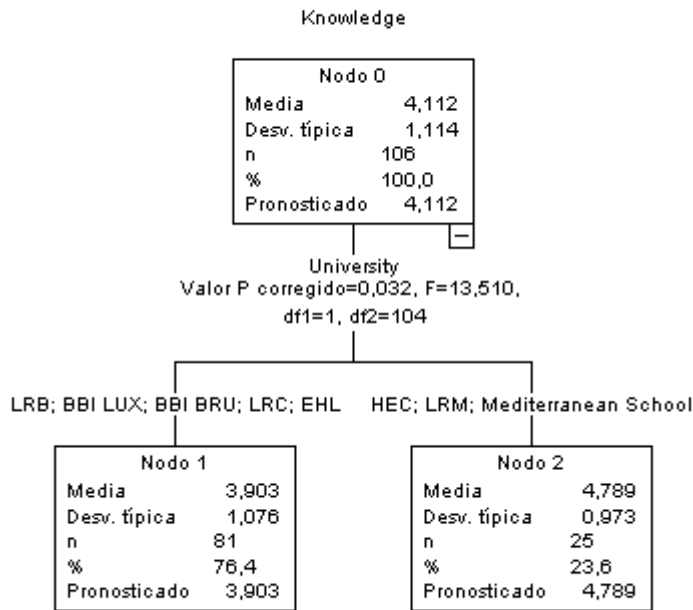 Knowledge
Nodo 0
Media 4,112
Desv. típica 1,114
n 106
% 100,0
Pronosticado 4,112
University
Valor P corregido=0,032, F=13,510,
df1=1, df2=104
LRB; BBI LUX; BBI BRU; LRC; EHL
HEC; LRM; Mediterranean School
Nodo 1
Media 3,903
Desv. típica 1,076
n 81
% 76,4
Pronosticado 3,903
Nodo 2
Media 4,789
Desv. típica 0,973
n 25
% 23,6
Pronosticado 4,789